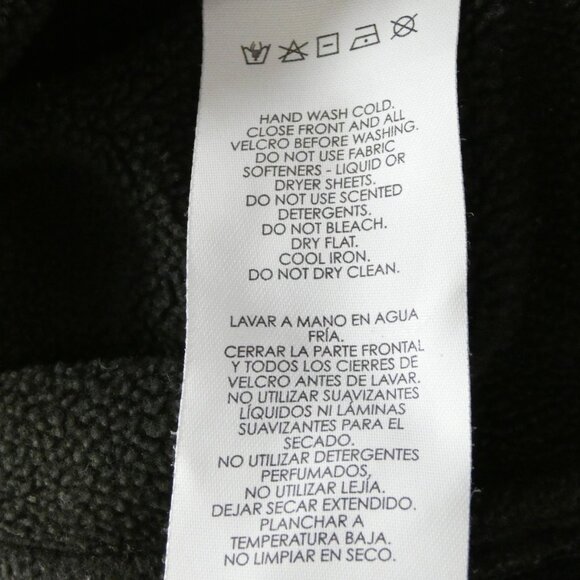 HAND WASH COLD.
CLOSE FRONT AND ALL
VELCRO BEFORE WASHING.
DO NOT USE FABRIC
SOFTENERS - LIQUID OR
DRYER SHEETS.
DO NOT USE SCENTED
DETERGENTS.
DO NOT BLEACH.
DRY FLAT.
COOL IRON.
DO NOT DRY CLEAN.
LAVAR A MANO EN AGUA
FRÍA.
CERRAR LA PARTE FRONTAL
Y TODOS LOS CIERRES DE
VELCRO ANTES DE LAVAR.
NO UTILIZAR SUAVIZANTES
LÍQUIDOS NI LÁMINAS
SUAVIZANTES PARA EL
SECADO.
NO UTILIZAR DETERGENTES
PERFUMADOS,
NO UTILIZAR LEJÍA.
DEJAR SECAR EXTENDIDO.
PLANCHAR A
TEMPERATURA BAJA.
NO LIMPIAR EN SECO.